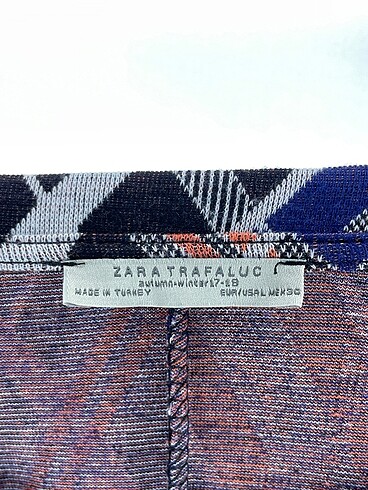 ZARA TRAFALUC
autumn-winter17-18
MADE IN TURKEY EUR/USA:L MEX:30